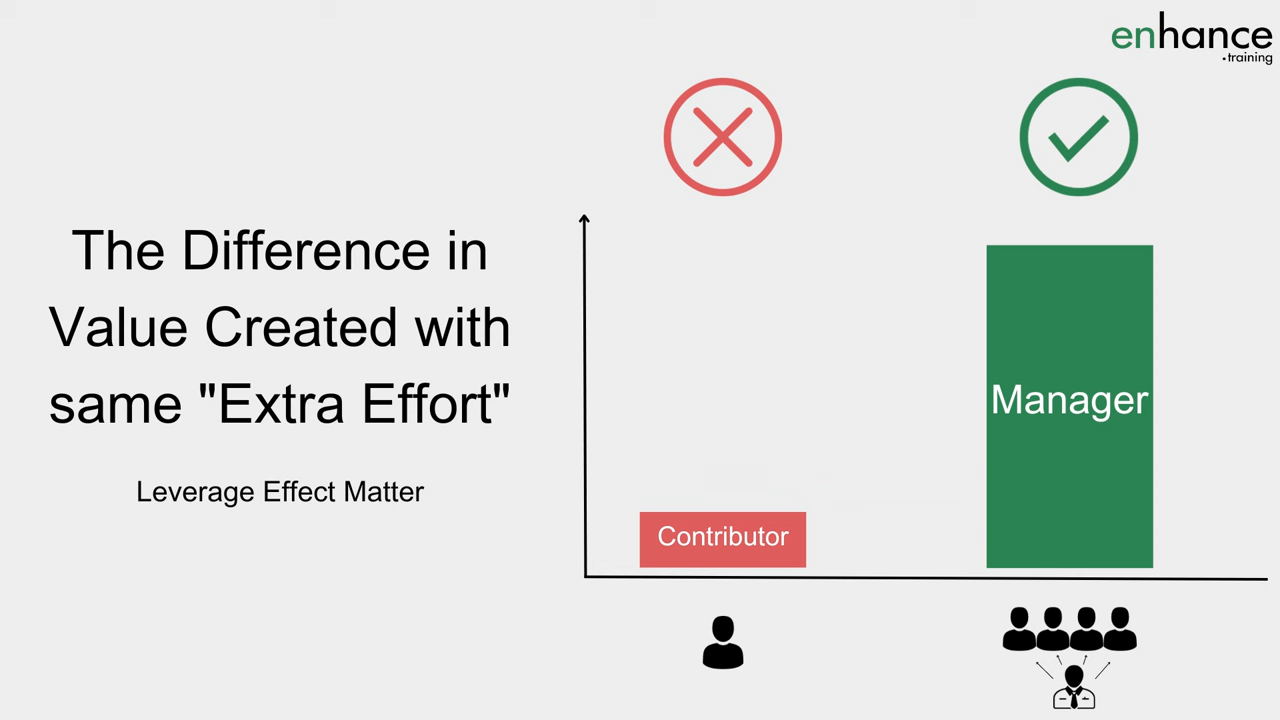 enhance
.training
The Difference in
Value Created with
same "Extra Effort"
Leverage Effect Matter
Manager
Contributor